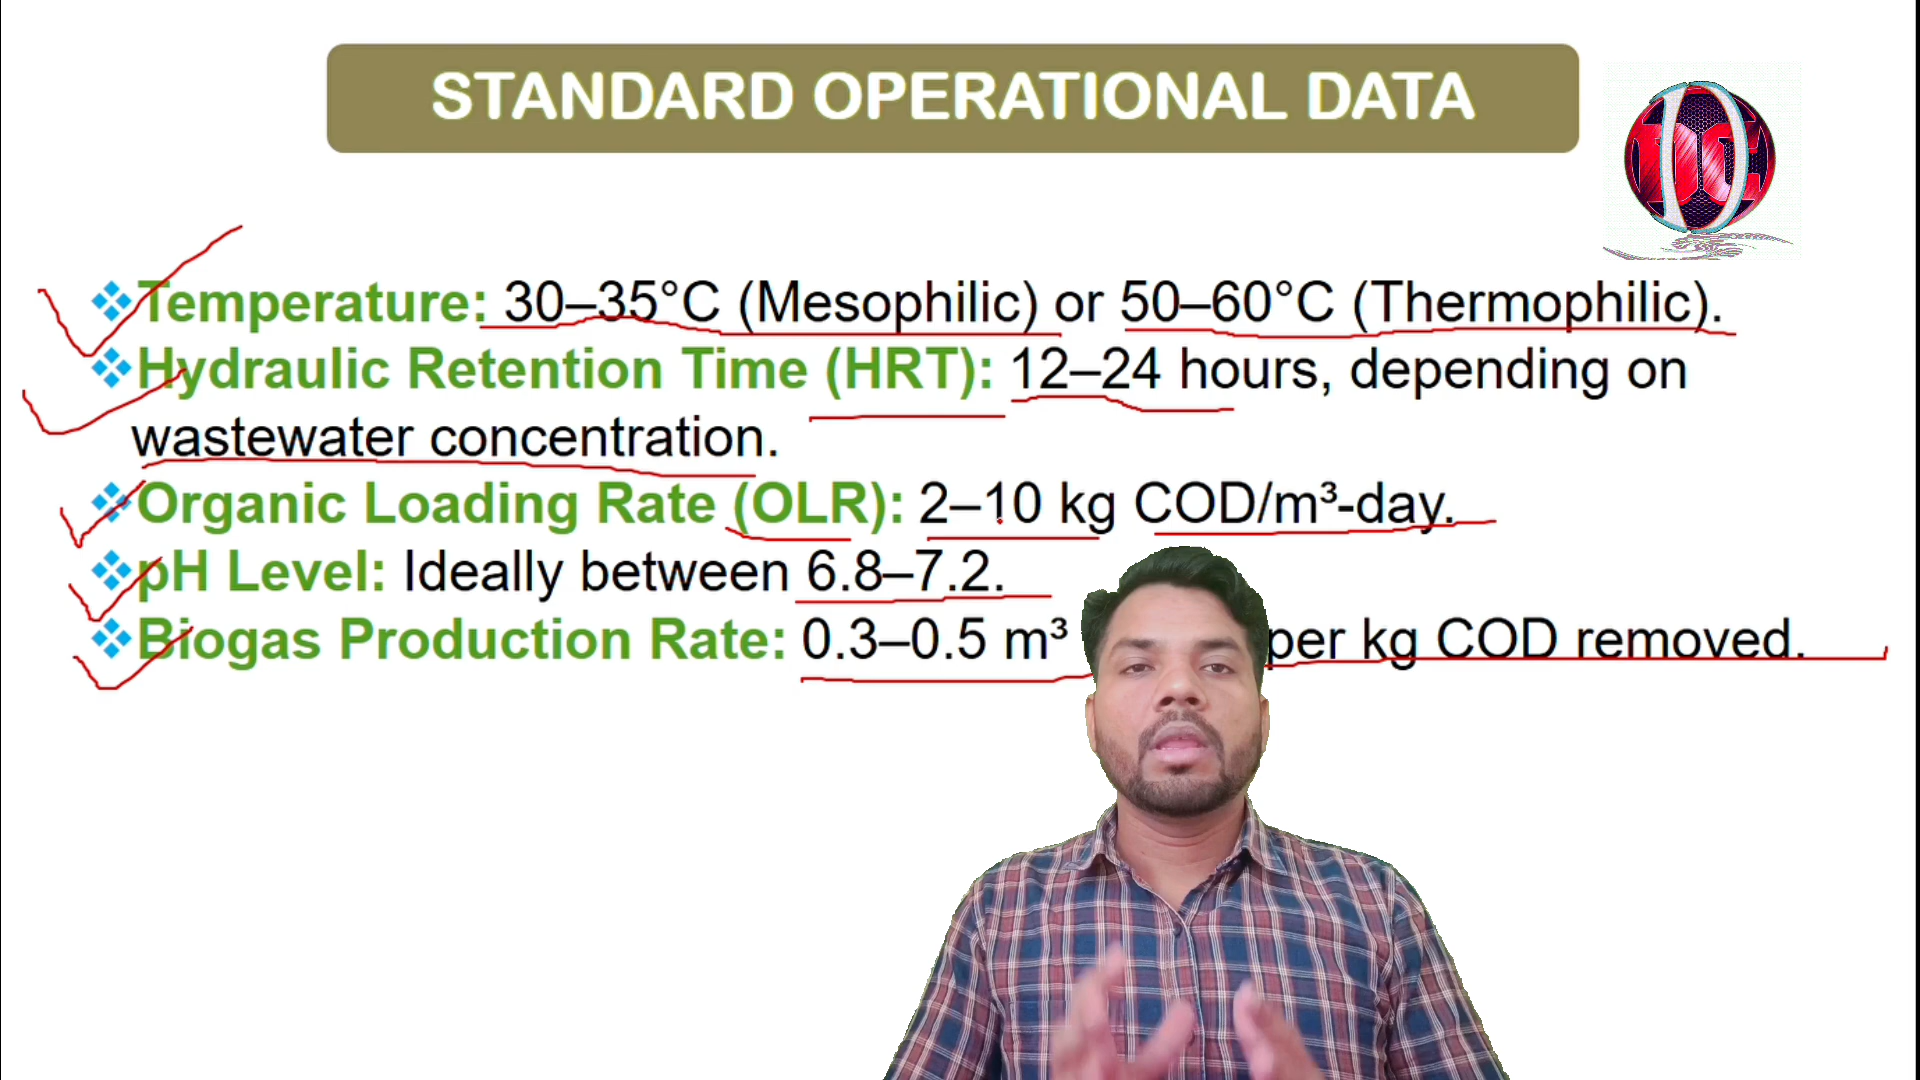 STANDARD OPERATIONAL DATA
Temperature: 30–35°C (Mesophilic) or 50–60°C (Thermophilic).
Hydraulic Retention Time (HRT): 12–24 hours, depending on
wastewater concentration.
Organic Loading Rate (OLR): 2–10 kg COD/m³-day.
pH Level: Ideally between 6.8–7.2.
Biogas Production Rate: 0.3–0.5 m³ per kg COD removed.